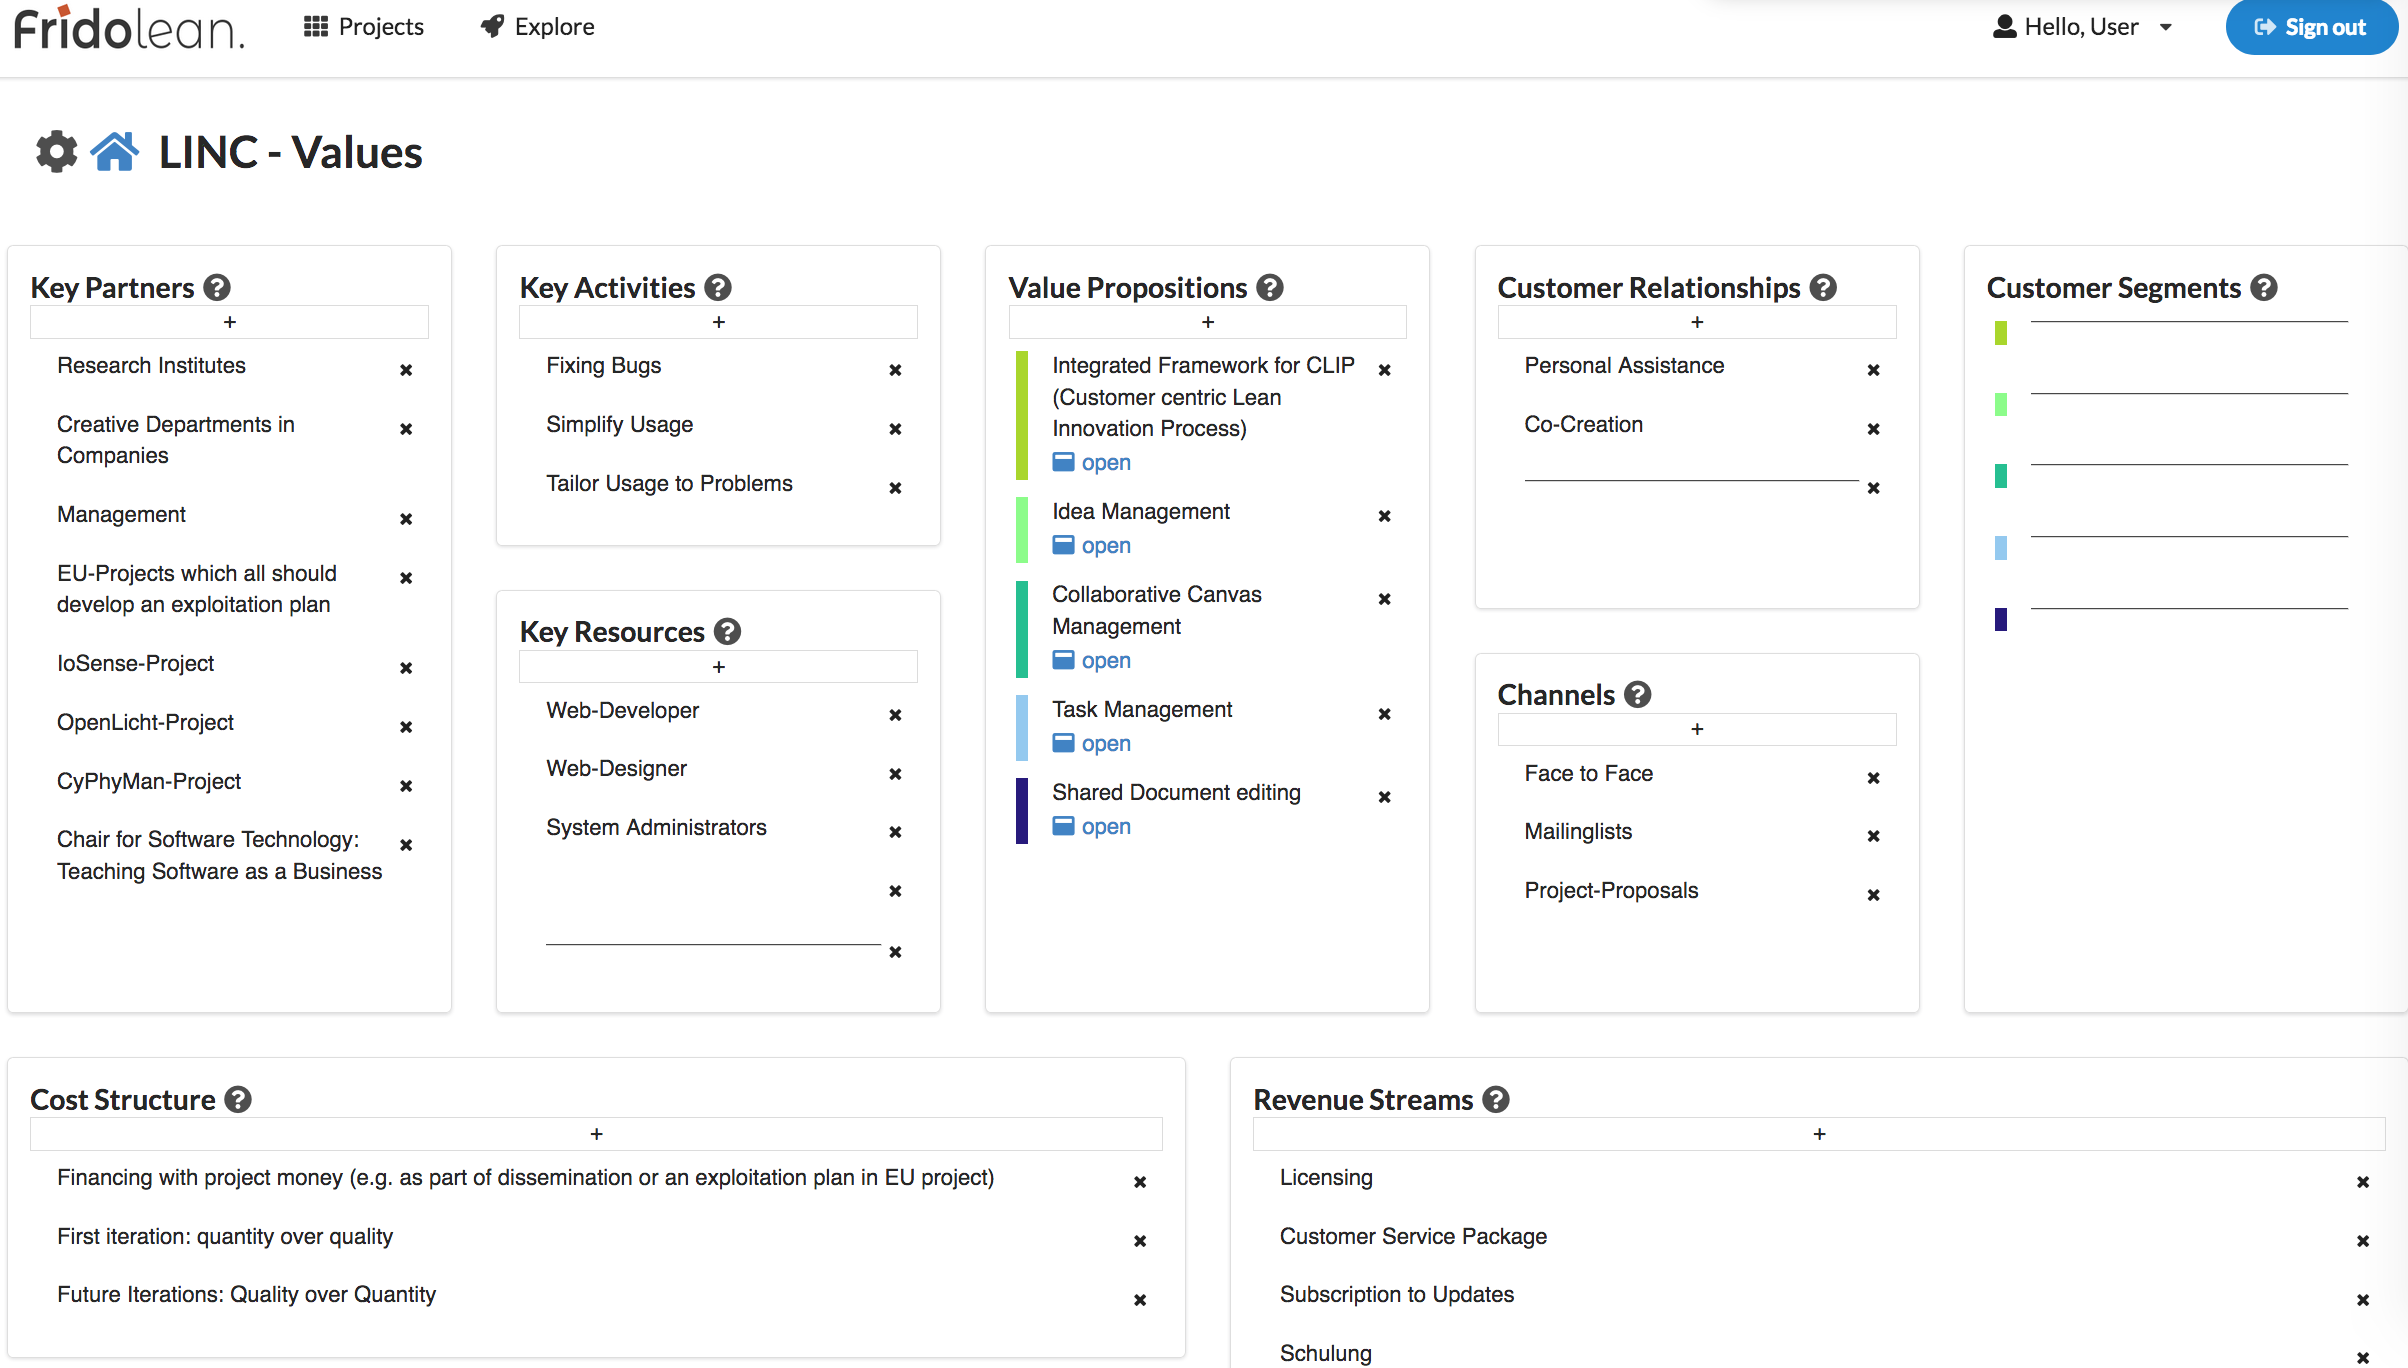 Fridolean.
Projects
Explore
Hello, User
Sign out
LINC - Values
Key Partners
+
Research Institutes
Creative Departments in
Companies
Management
EU-Projects which all should
develop an exploitation plan
IoSense-Project
OpenLicht-Project
CyPhyMan-Project
Chair for Software Technology:
Teaching Software as a Business
Key Activities
+
Fixing Bugs
Simplify Usage
Tailor Usage to Problems
Key Resources
+
Web-Developer
Web-Designer
System Administrators
Value Propositions
+
Integrated Framework for CLIP
(Customer centric Lean
Innovation Process)
open
Idea Management
open
Collaborative Canvas
Management
open
Task Management
open
Shared Document editing
open
Customer Relationships
+
Personal Assistance
Co-Creation
Channels
+
Face to Face
Mailinglists
Project-Proposals
Customer Segments
Cost Structure
+
Financing with project money (e.g. as part of dissemination or an exploitation plan in EU project)
First iteration: quantity over quality
Future Iterations: Quality over Quantity
Revenue Streams
+
Licensing
Customer Service Package
Subscription to Updates
Schulung